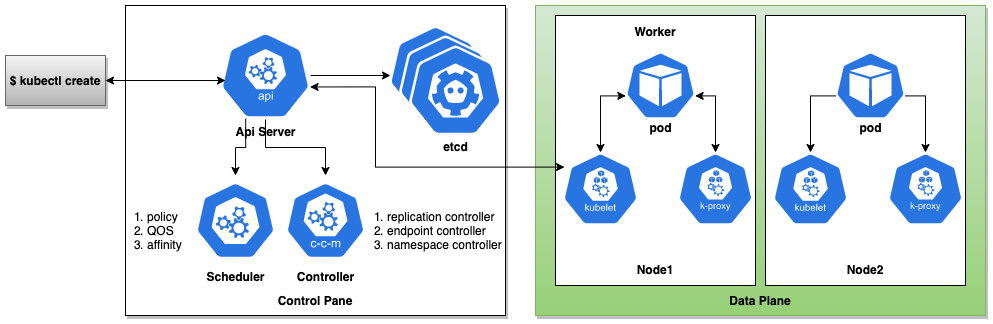 $ kubectl create
api
Api Server
etcd
1. policy
2. QOS
3. affinity
Scheduler
c-c-m
Controller
1. replication controller
2. endpoint controller
3. namespace controller
Control Pane
Worker
pod
kubelet
k-proxy
Node1
pod
kubelet
k-proxy
Node2
Data Plane